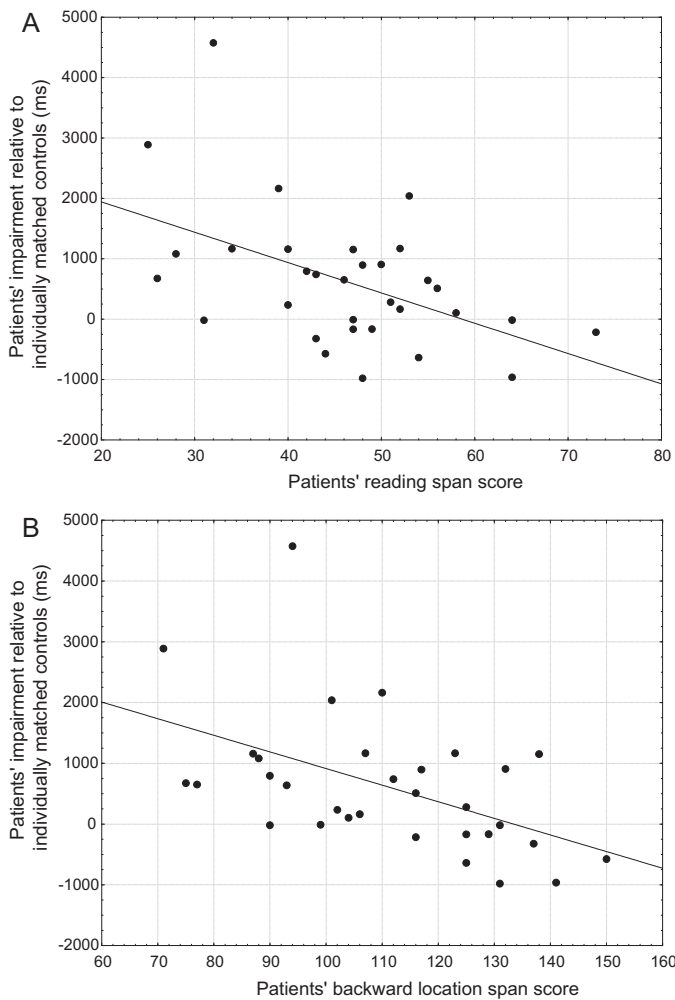 A
5000
4000
3000
2000
1000
0
-1000
-2000
Patients' impairment relative to
individually matched controls (ms)
20 30 40 50 60 70 80
Patients' reading span score
B
5000
4000
3000
2000
1000
0
-1000
-2000
Patients' impairment relative to
individually matched controls (ms)
60 70 80 90 100 110 120 130 140 150 160
Patients' backward location span score